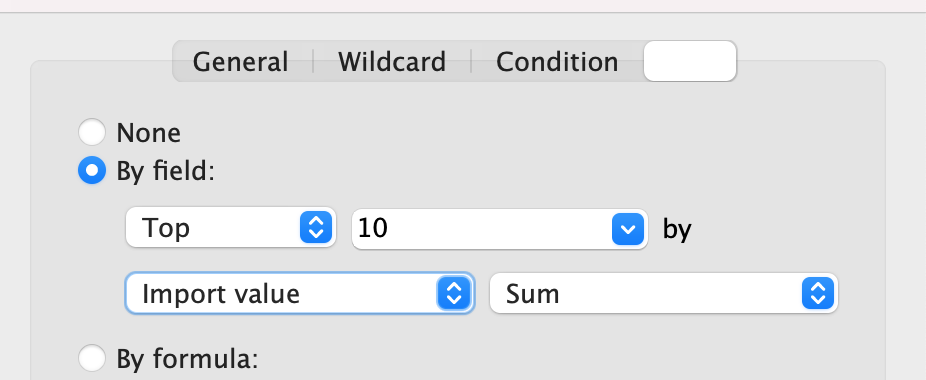 General Wildcard Condition
None
By field:
Top 10 by
Import value Sum
By formula: